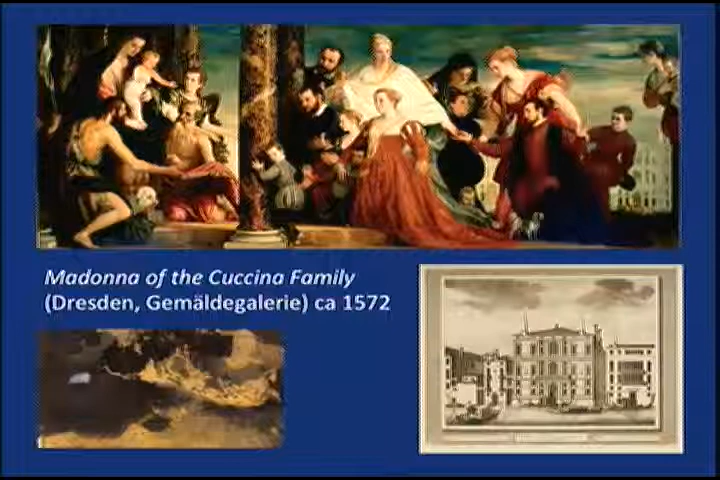 Madonna of the Cuccina Family
(Dresden, Gemäldegalerie) ca 1572